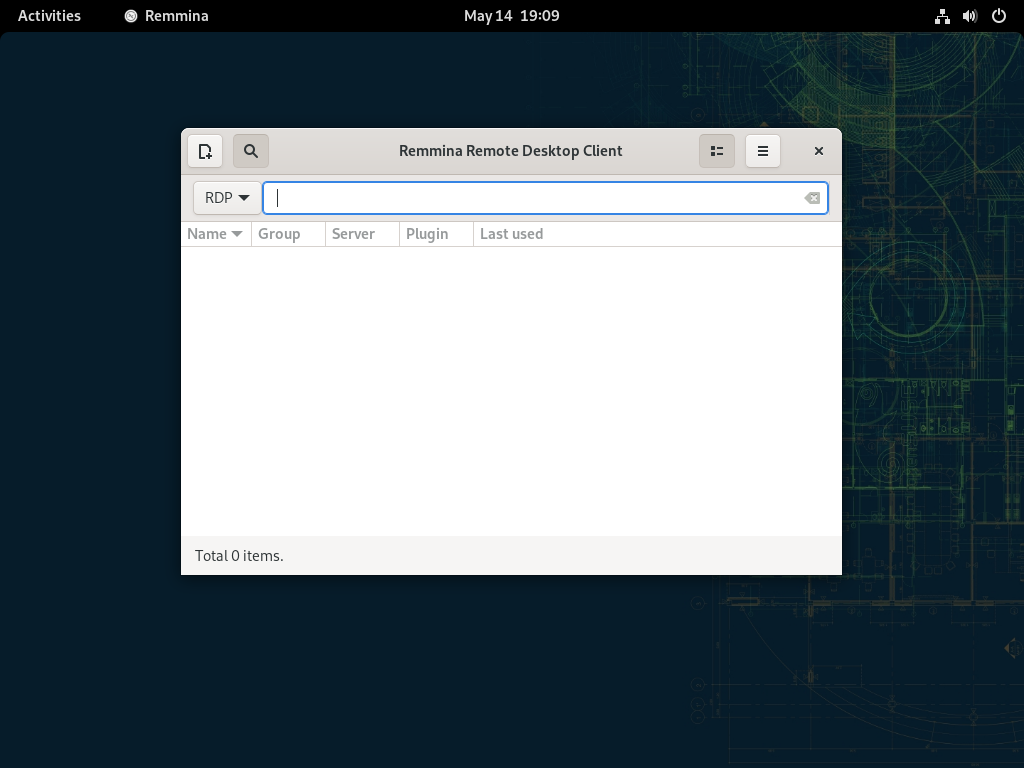 Activities Remmina May 14 19:09
Remmina Remote Desktop Client
RDP
Name Group Server Plugin Last used
Total 0 items.